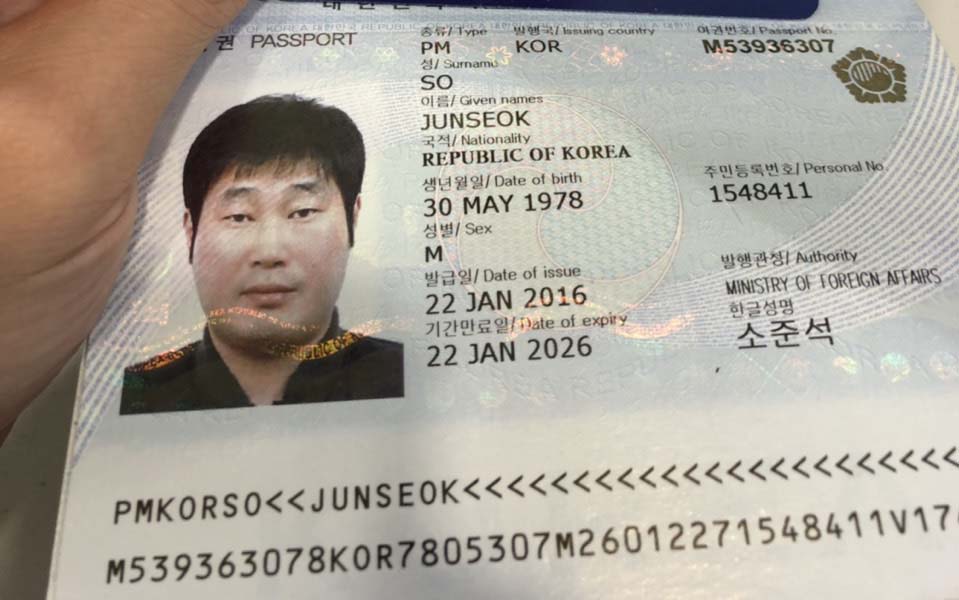 권 PASSPORT
종류/ Type 발행국/ Issuing country 여권번호/ Passport No.
PM KOR M53936307
성/ Surname
SO
이름/ Given names
JUNSEOK
국적/ Nationality
REPUBLIC OF KOREA
생년월일/ Date of birth 주민등록번호/ Personal No.
30 MAY 1978 1548411
성별/ Sex
M
발급일/ Date of issue 발행관청/ Authority
22 JAN 2016 MINISTRY OF FOREIGN AFFAIRS
기간만료일/ Date of expiry 한글성명
22 JAN 2026 소준석
PMKORSO<<JUNSEOK<<<<<<<<<<<<<<<<<<<<<<<
M539363078KOR7805307M26012271548411V17